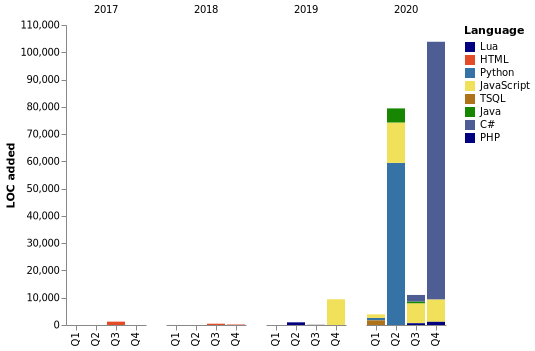 2017 2018 2019 2020
Language
Lua
HTML
Python
JavaScript
TSQL
Java
C#
PHP
LOC added
110,000
100,000
90,000
80,000
70,000
60,000
50,000
40,000
30,000
20,000
10,000
0
Q1 Q2 Q3 Q4 Q1 Q2 Q3 Q4 Q1 Q2 Q3 Q4 Q1 Q2 Q3 Q4